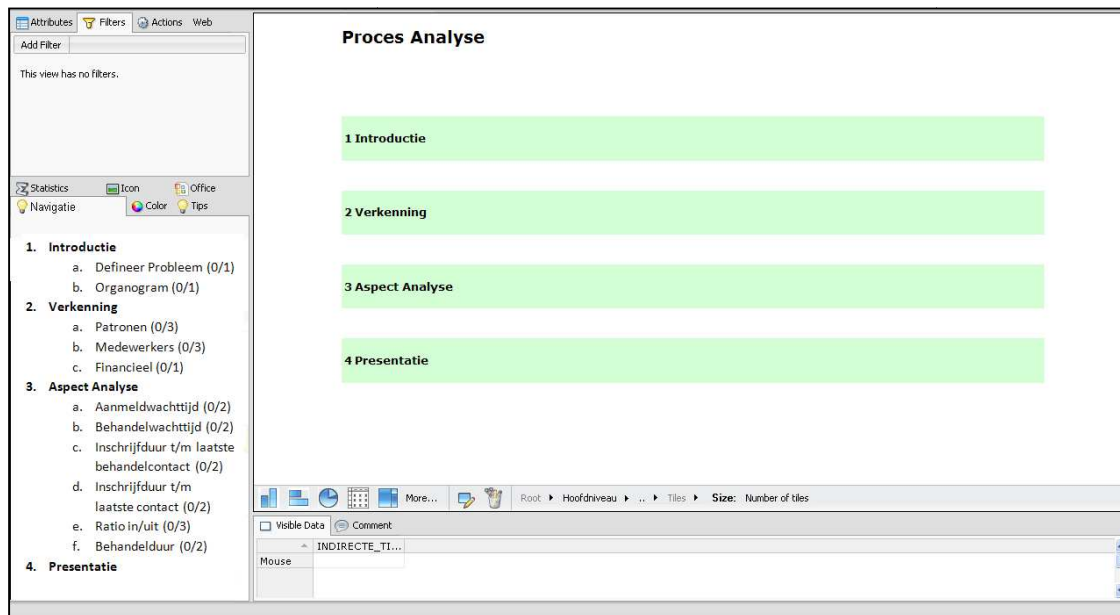 Attributes Filters Actions Web
Add Filter
This view has no filters.
Statistics Icon Office
Navigatie Color Tips
1. Introductie
a. Defineer Probleem (0/1)
b. Organogram (0/1)
2. Verkenning
a. Patronen (0/3)
b. Medewerkers (0/3)
c. Financieel (0/1)
3. Aspect Analyse
a. Aanmeldwachttijd (0/2)
b. Behandelwachttijd (0/2)
c. Inschrijfduur t/m laatste
behandelcontact (0/2)
d. Inschrijfduur t/m
laatste contact (0/2)
e. Ratio in/uit (0/3)
f. Behandelduur (0/2)
4. Presentatie
Proces Analyse
1 Introductie
2 Verkenning
3 Aspect Analyse
4 Presentatie
More... Root Hoofdniveau .. Tiles Size: Number of tiles
Visible Data Comment
INDIRECTE_TI...
Mouse